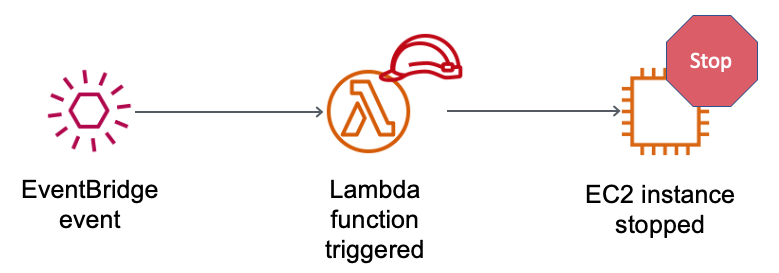 Stop
EventBridge
event
Lambda
function
triggered
EC2 instance
stopped